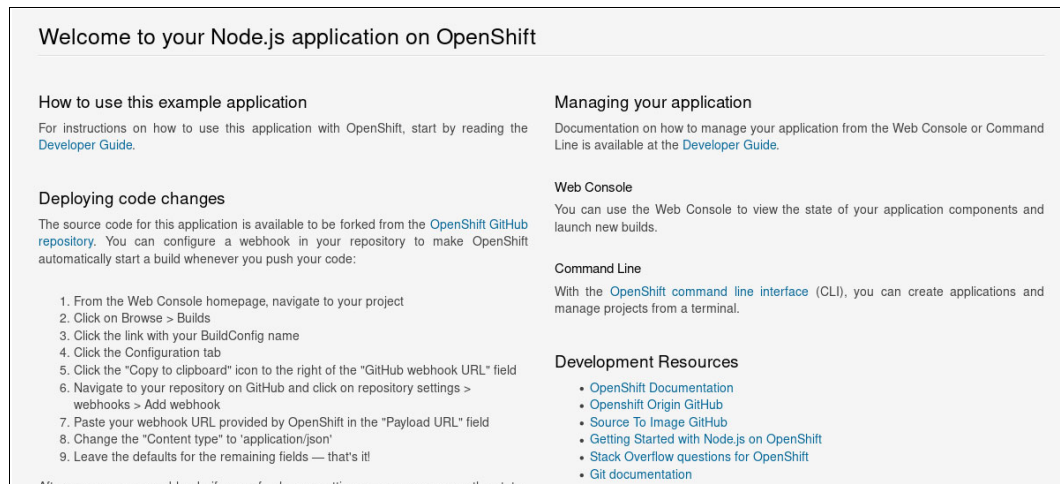 Welcome to your Node.js application on OpenShift
How to use this example application
For instructions on how to use this application with OpenShift, start by reading the
Developer Guide.
Deploying code changes
The source code for this application is available to be forked from the OpenShift GitHub
repository. You can configure a webhook in your repository to make OpenShift
automatically start a build whenever you push your code:
1. From the Web Console homepage, navigate to your project
2. Click on Browse > Builds
3. Click the link with your BuildConfig name
4. Click the Configuration tab
5. Click the "Copy to clipboard" icon to the right of the "GitHub webhook URL" field
6. Navigate to your repository on GitHub and click on repository settings >
webhooks > Add webhook
7. Paste your webhook URL provided by OpenShift in the "Payload URL" field
8. Change the "Content type" to 'application/json'
9. Leave the defaults for the remaining fields — that's it!
Managing your application
Documentation on how to manage your application from the Web Console or Command
Line is available at the Developer Guide.
Web Console
You can use the Web Console to view the state of your application components and
launch new builds.
Command Line
With the OpenShift command line interface (CLI), you can create applications and
manage projects from a terminal.
Development Resources
• OpenShift Documentation
• Openshift Origin GitHub
• Source To Image GitHub
• Getting Started with Node.js on OpenShift
• Stack Overflow questions for OpenShift
• Git documentation